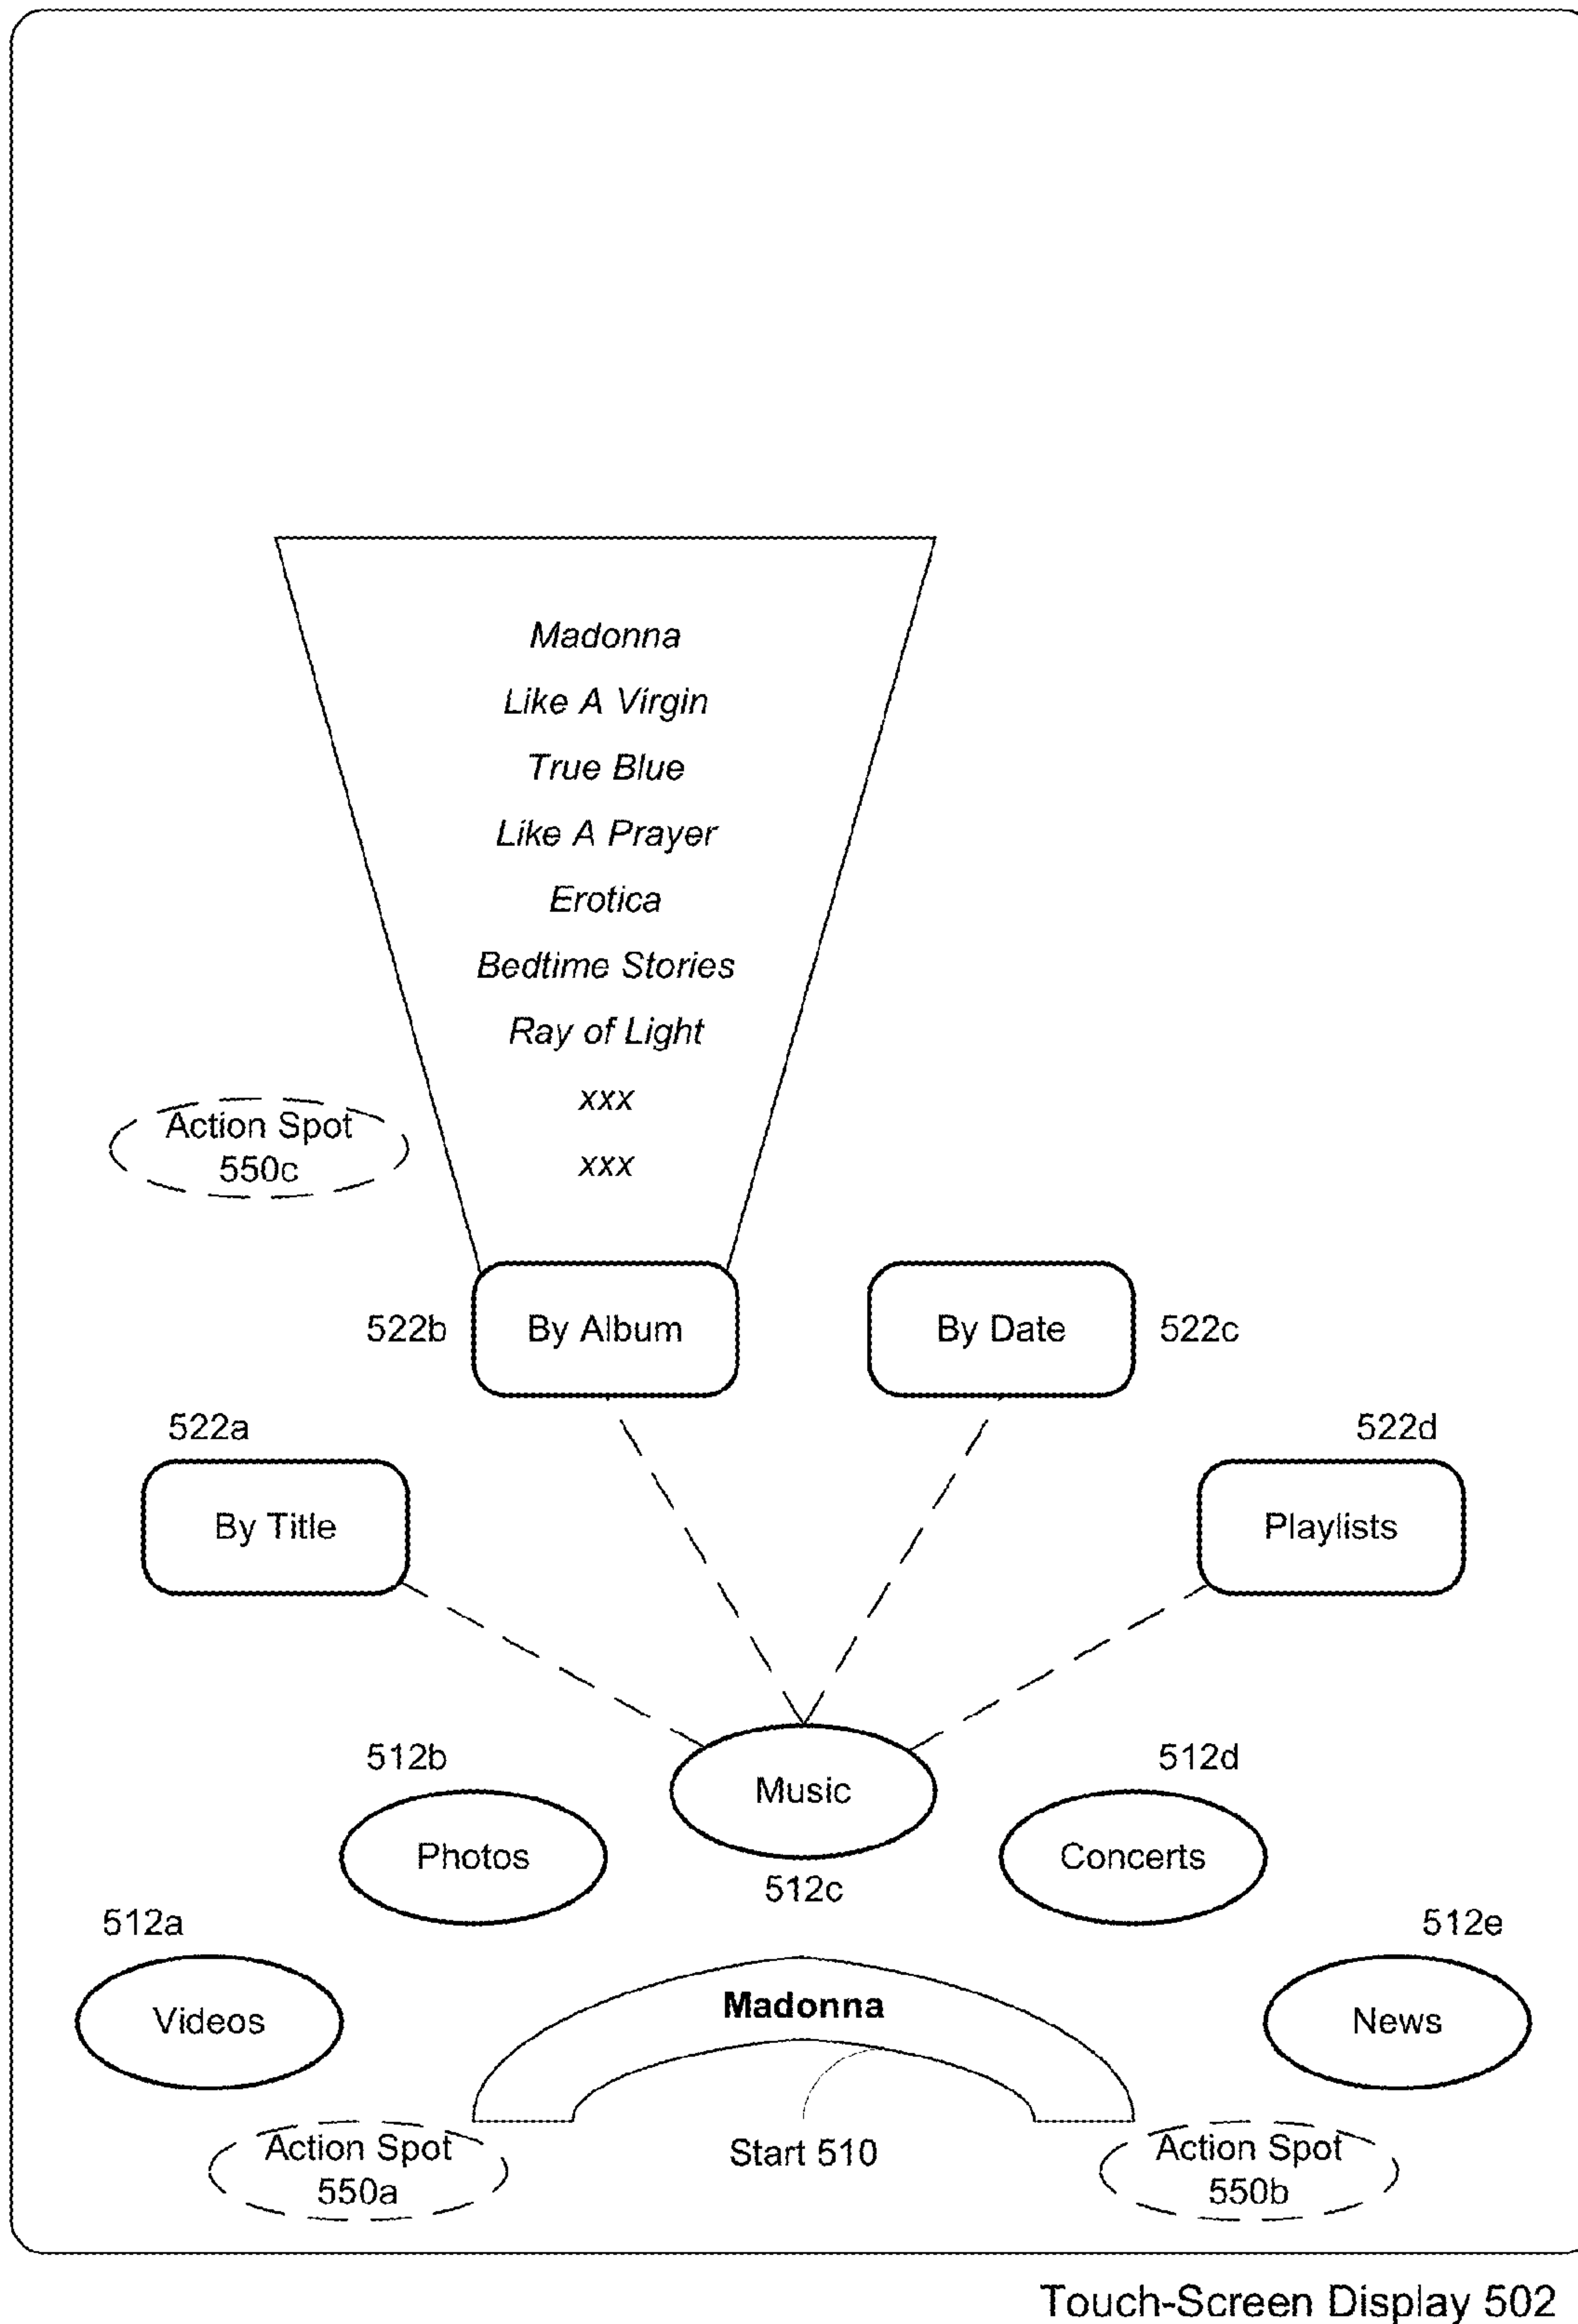 Madonna
Like A Virgin
True Blue
Like A Prayer
Erotica
Bedtime Stories
Ray of Light
xxx
xxx
Action Spot
550c
522b
By Album
By Date
522c
522a
522d
By Title
Playlists
512b
Music
512d
Photos
Concerts
512c
512a
512e
Videos
Madonna
News
Action Spot
550a
Start 510
Action Spot
550b
Touch-Screen Display 502